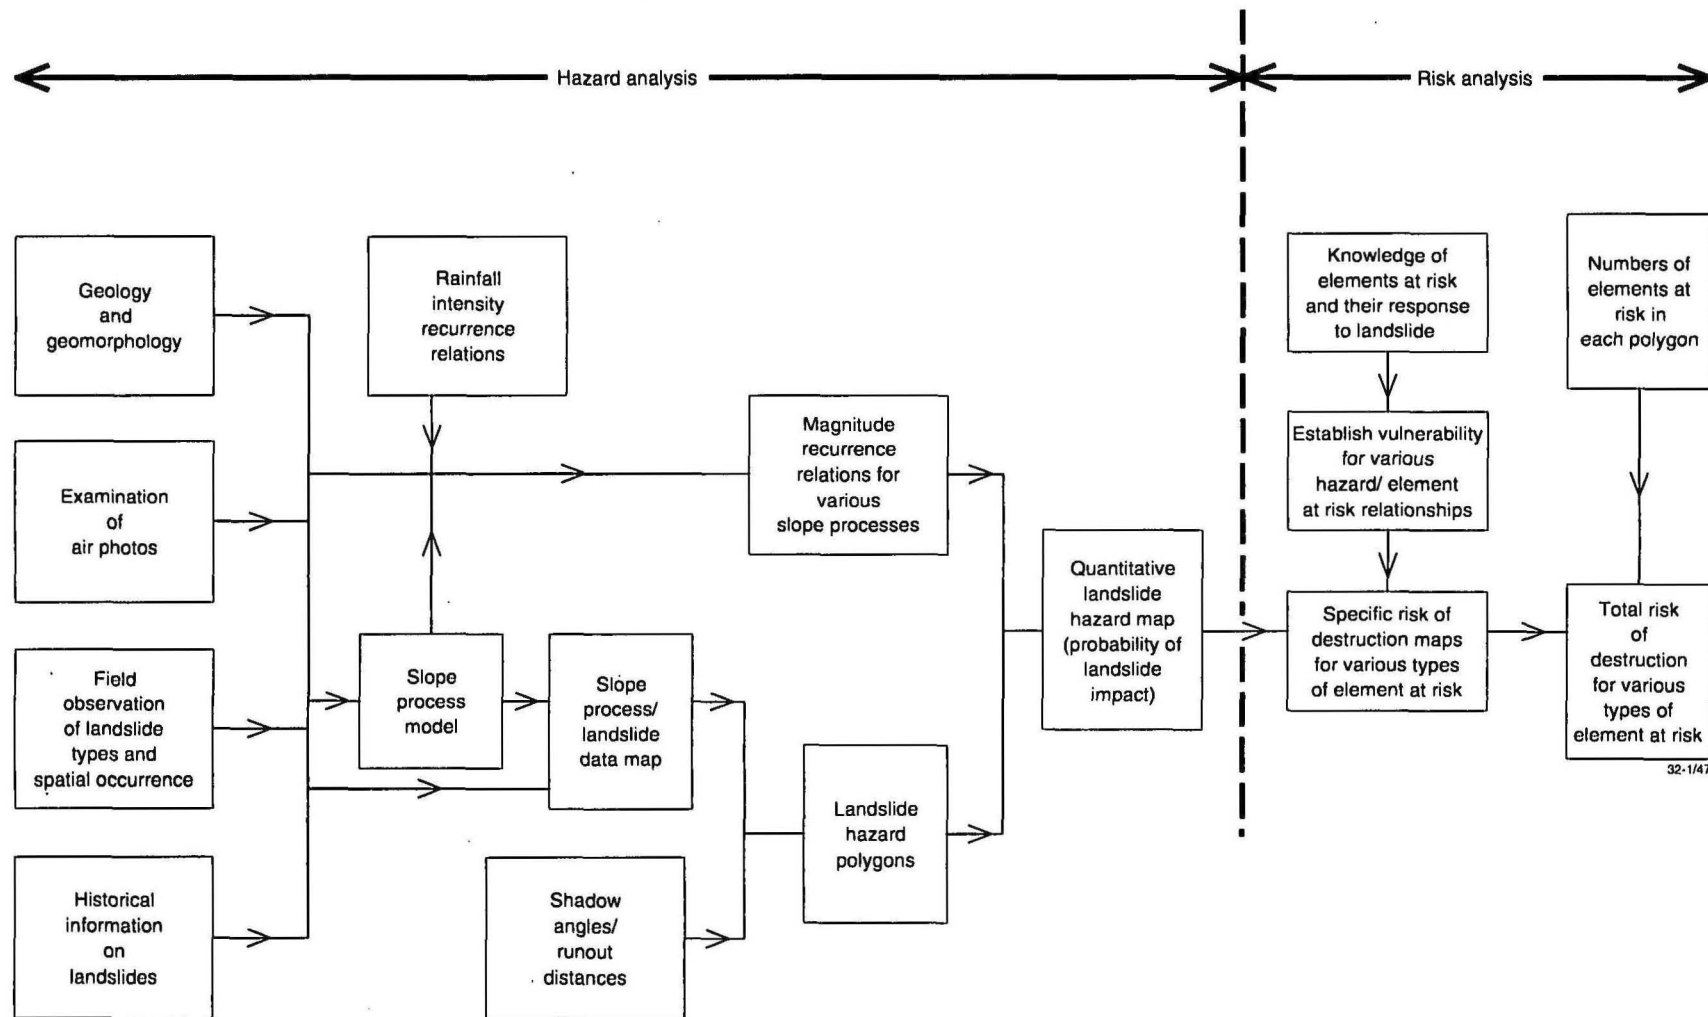 Hazard analysis
Risk analysis
Geology
and
geomorphology
Rainfall
intensity
recurrence
relations
Knowledge of
elements at risk
and their response
to landslide
Numbers of
elements at
risk in
each polygon
Magnitude
recurrence
relations for
various
slope processes
Establish vulnerability
for various
hazard/ element
at risk relationships
Examination
of
air photos
Quantitative
landslide
hazard map
(probability of
landslide
impact)
Specific risk of
destruction maps
for various types
of element at risk
Total risk
of
destruction
for various
types of
element at risk
32-1/47
Field
observation
of landslide
types and
spatial occurrence
Slope
process
model
Slope
process/
landslide
data map
Landslide
hazard
polygons
Historical
information
on
landslides
Shadow
angles/
runout
distances